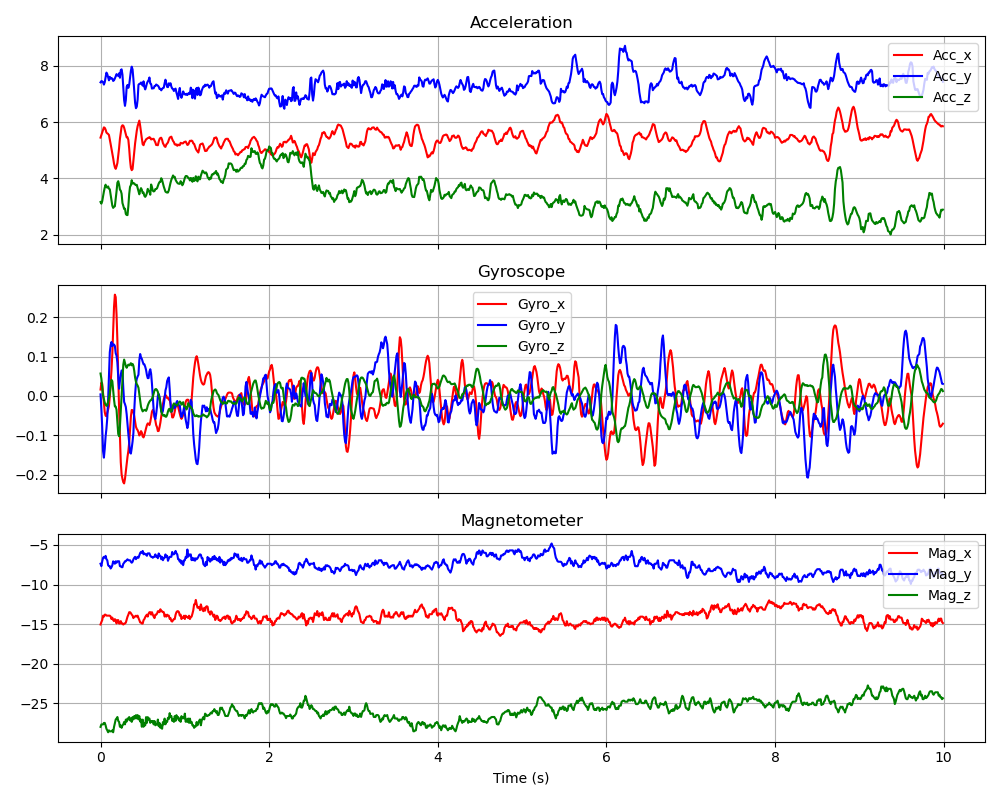 Acceleration
8
6
4
2
Acc_x
Acc_y
Acc_z
Gyroscope
0.2
0.1
0.0
−0.1
−0.2
Gyro_x
Gyro_y
Gyro_z
Magnetometer
−5
−10
−15
−20
−25
Mag_x
Mag_y
Mag_z
0 2 4 6 8 10
Time (s)